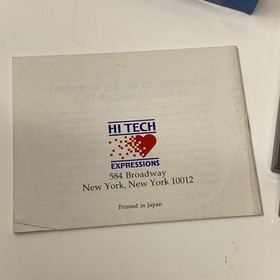 HI TECH
EXPRESSIONS
584 Broadway
New York, New York 10012
Printed in Japan